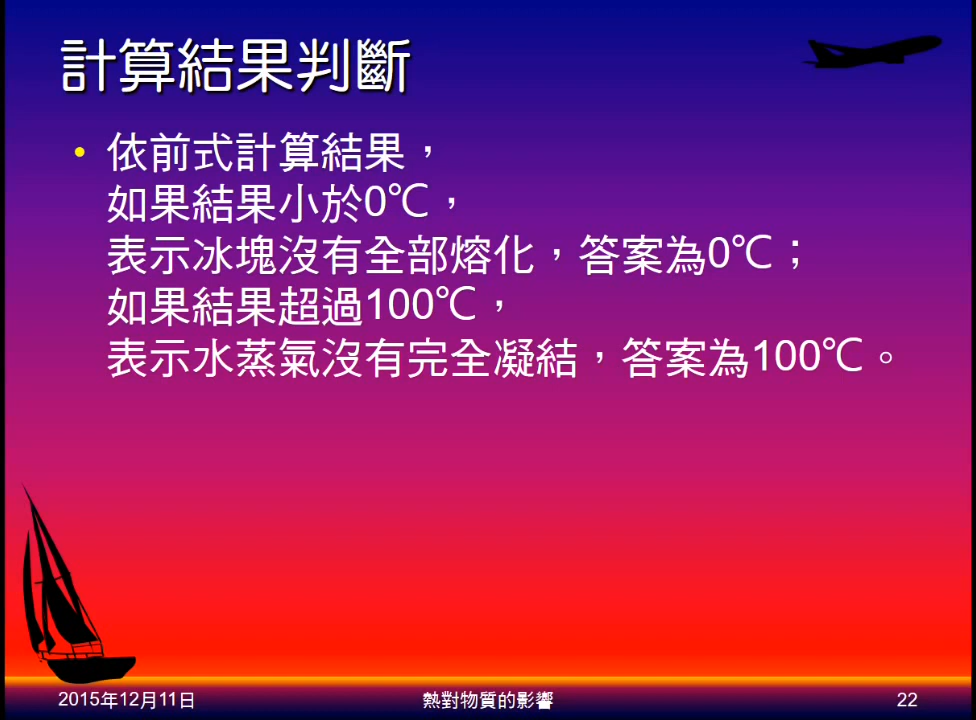 計算結果判斷
• 依前式計算結果，
如果結果小於0℃，
表示冰塊沒有全部熔化，答案為0℃；
如果結果超過100℃，
表示水蒸氣沒有完全凝結，答案為100℃。
2015年12月11日
熱對物質的影響
22